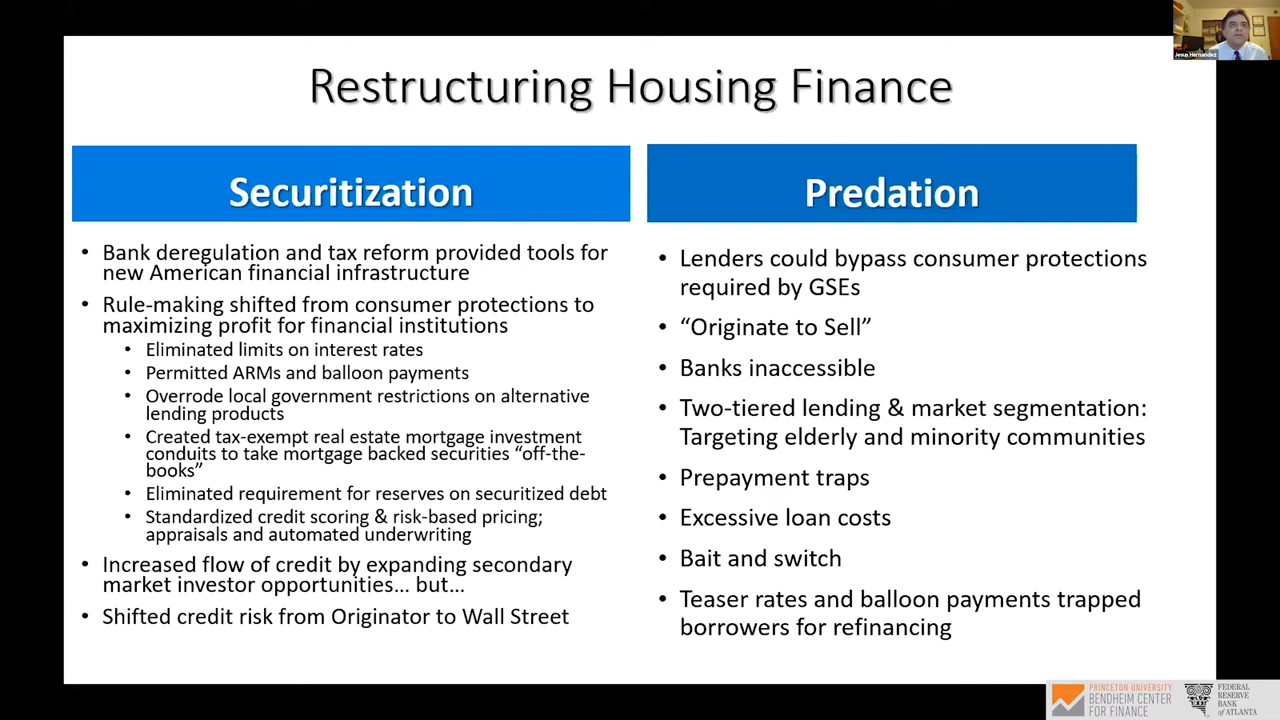 Jesus Hernandez
Restructuring Housing Finance
Securitization
• Bank deregulation and tax reform provided tools for
new American financial infrastructure
• Rule-making shifted from consumer protections to
maximizing profit for financial institutions
• Eliminated limits on interest rates
• Permitted ARMs and balloon payments
• Overrode local government restrictions on alternative
lending products
• Created tax-exempt real estate mortgage investment
conduits to take mortgage backed securities “off-the-
books”
• Eliminated requirement for reserves on securitized debt
• Standardized credit scoring & risk-based pricing;
appraisals and automated underwriting
• Increased flow of credit by expanding secondary
market investor opportunities... but...
• Shifted credit risk from Originator to Wall Street
Predation
• Lenders could bypass consumer protections
required by GSEs
• “Originate to Sell”
• Banks inaccessible
• Two-tiered lending & market segmentation:
Targeting elderly and minority communities
• Prepayment traps
• Excessive loan costs
• Bait and switch
• Teaser rates and balloon payments trapped
borrowers for refinancing
PRINCETON UNIVERSITY
BENDHEIM CENTER
FOR FINANCE
FEDERAL
RESERVE
BANK
of ATLANTA